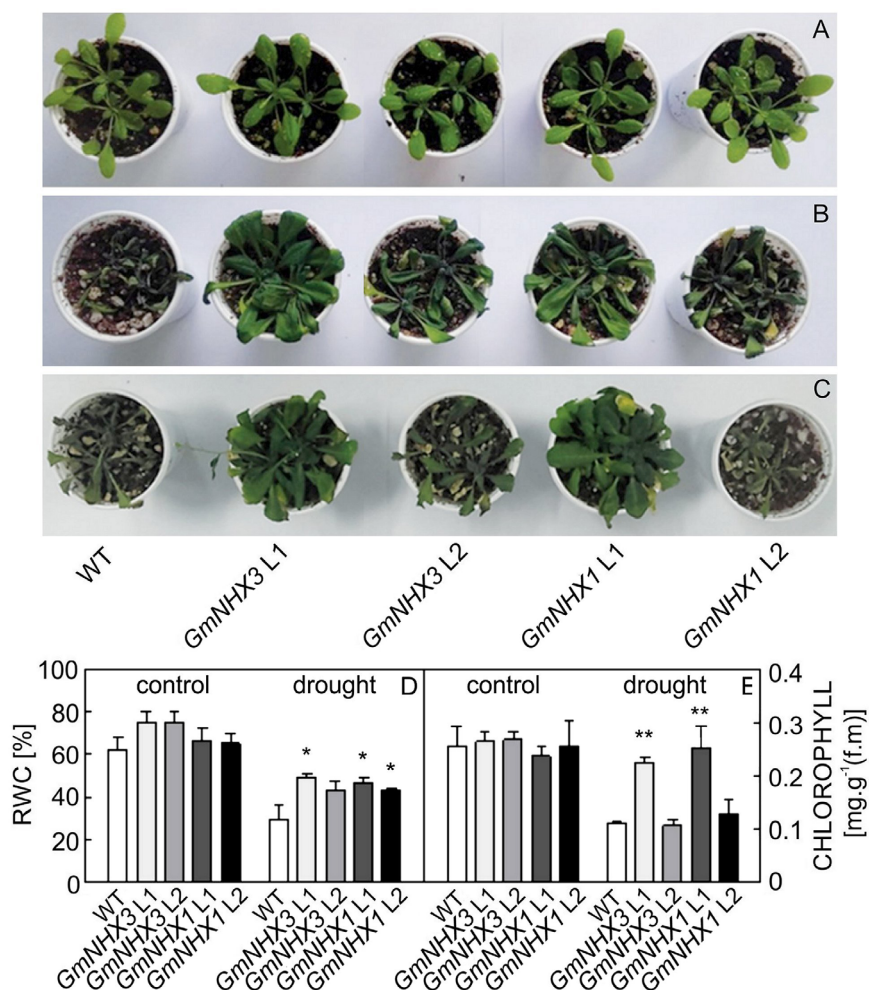 A
B
C
WT
GmNHX3 L1
GmNHX3 L2
GmNHX1 L1
GmNHX1 L2
100
80
60
40
20
0
RWC [%]
control
drought
D
control
drought
E
**
**
*
*
*
0.4
0.3
0.2
0.1
0
CHLOROPHYLL
[mg.g-1(f.m)]
WT
GmNHX3 L1
GmNHX3 L2
GmNHX1 L1
GmNHX1 L2
WT
GmNHX3 L1
GmNHX3 L2
GmNHX1 L1
GmNHX1 L2
WT
GmNHX3 L1
GmNHX3 L2
GmNHX1 L1
GmNHX1 L2
WT
GmNHX3 L1
GmNHX3 L2
GmNHX1 L1
GmNHX1 L2